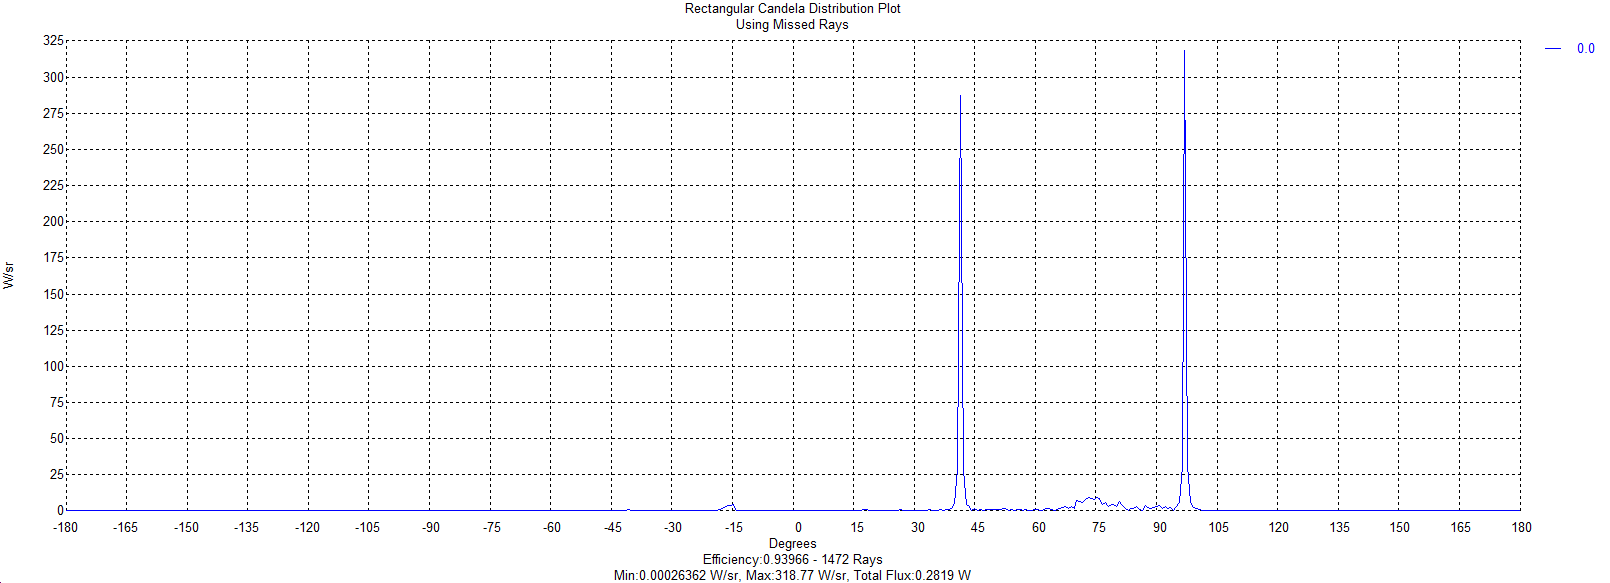 Rectangular Candela Distribution Plot
Using Missed Rays
0.0
325
300
275
250
225
200
175
150
125
100
75
50
25
0
W/sr
-180 -165 -150 -135 -120 -105 -90 -75 -60 -45 -30 -15 0 15 30 45 60 75 90 105 120 135 150 165 180
Degrees
Efficiency:0.93966 - 1472 Rays
Min:0.00026362 W/sr, Max:318.77 W/sr, Total Flux:0.2819 W